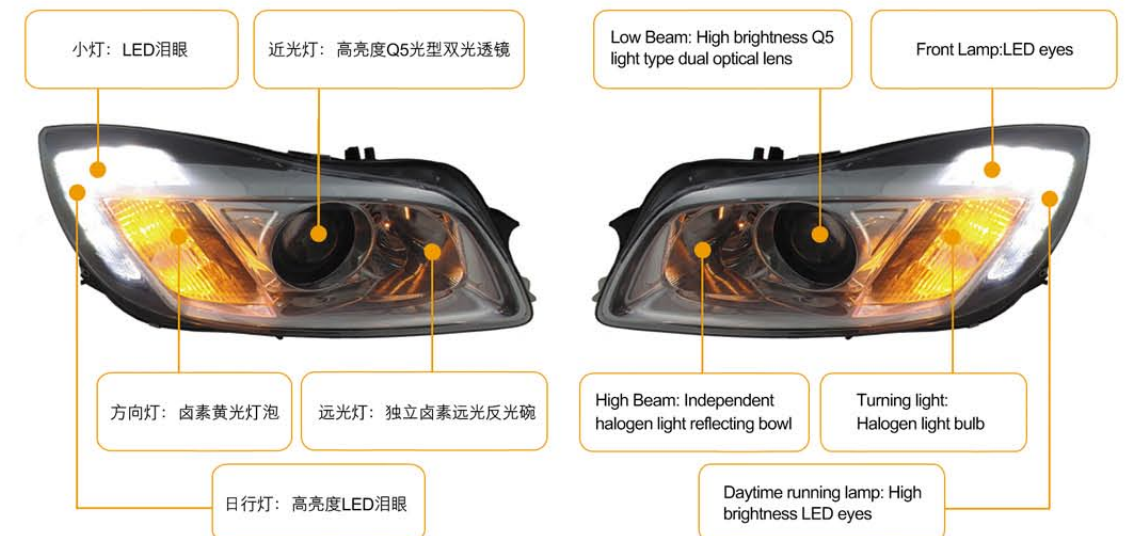 小灯：LED泪眼
近光灯：高亮度Q5光型双光透镜
Low Beam: High brightness Q5
light type dual optical lens
Front Lamp:LED eyes
方向灯：卤素黄光灯泡
远光灯：独立卤素远光反光碗
High Beam: Independent
halogen light reflecting bowl
Turning light:
Halogen light bulb
日行灯：高亮度LED泪眼
Daytime running lamp: High
brightness LED eyes